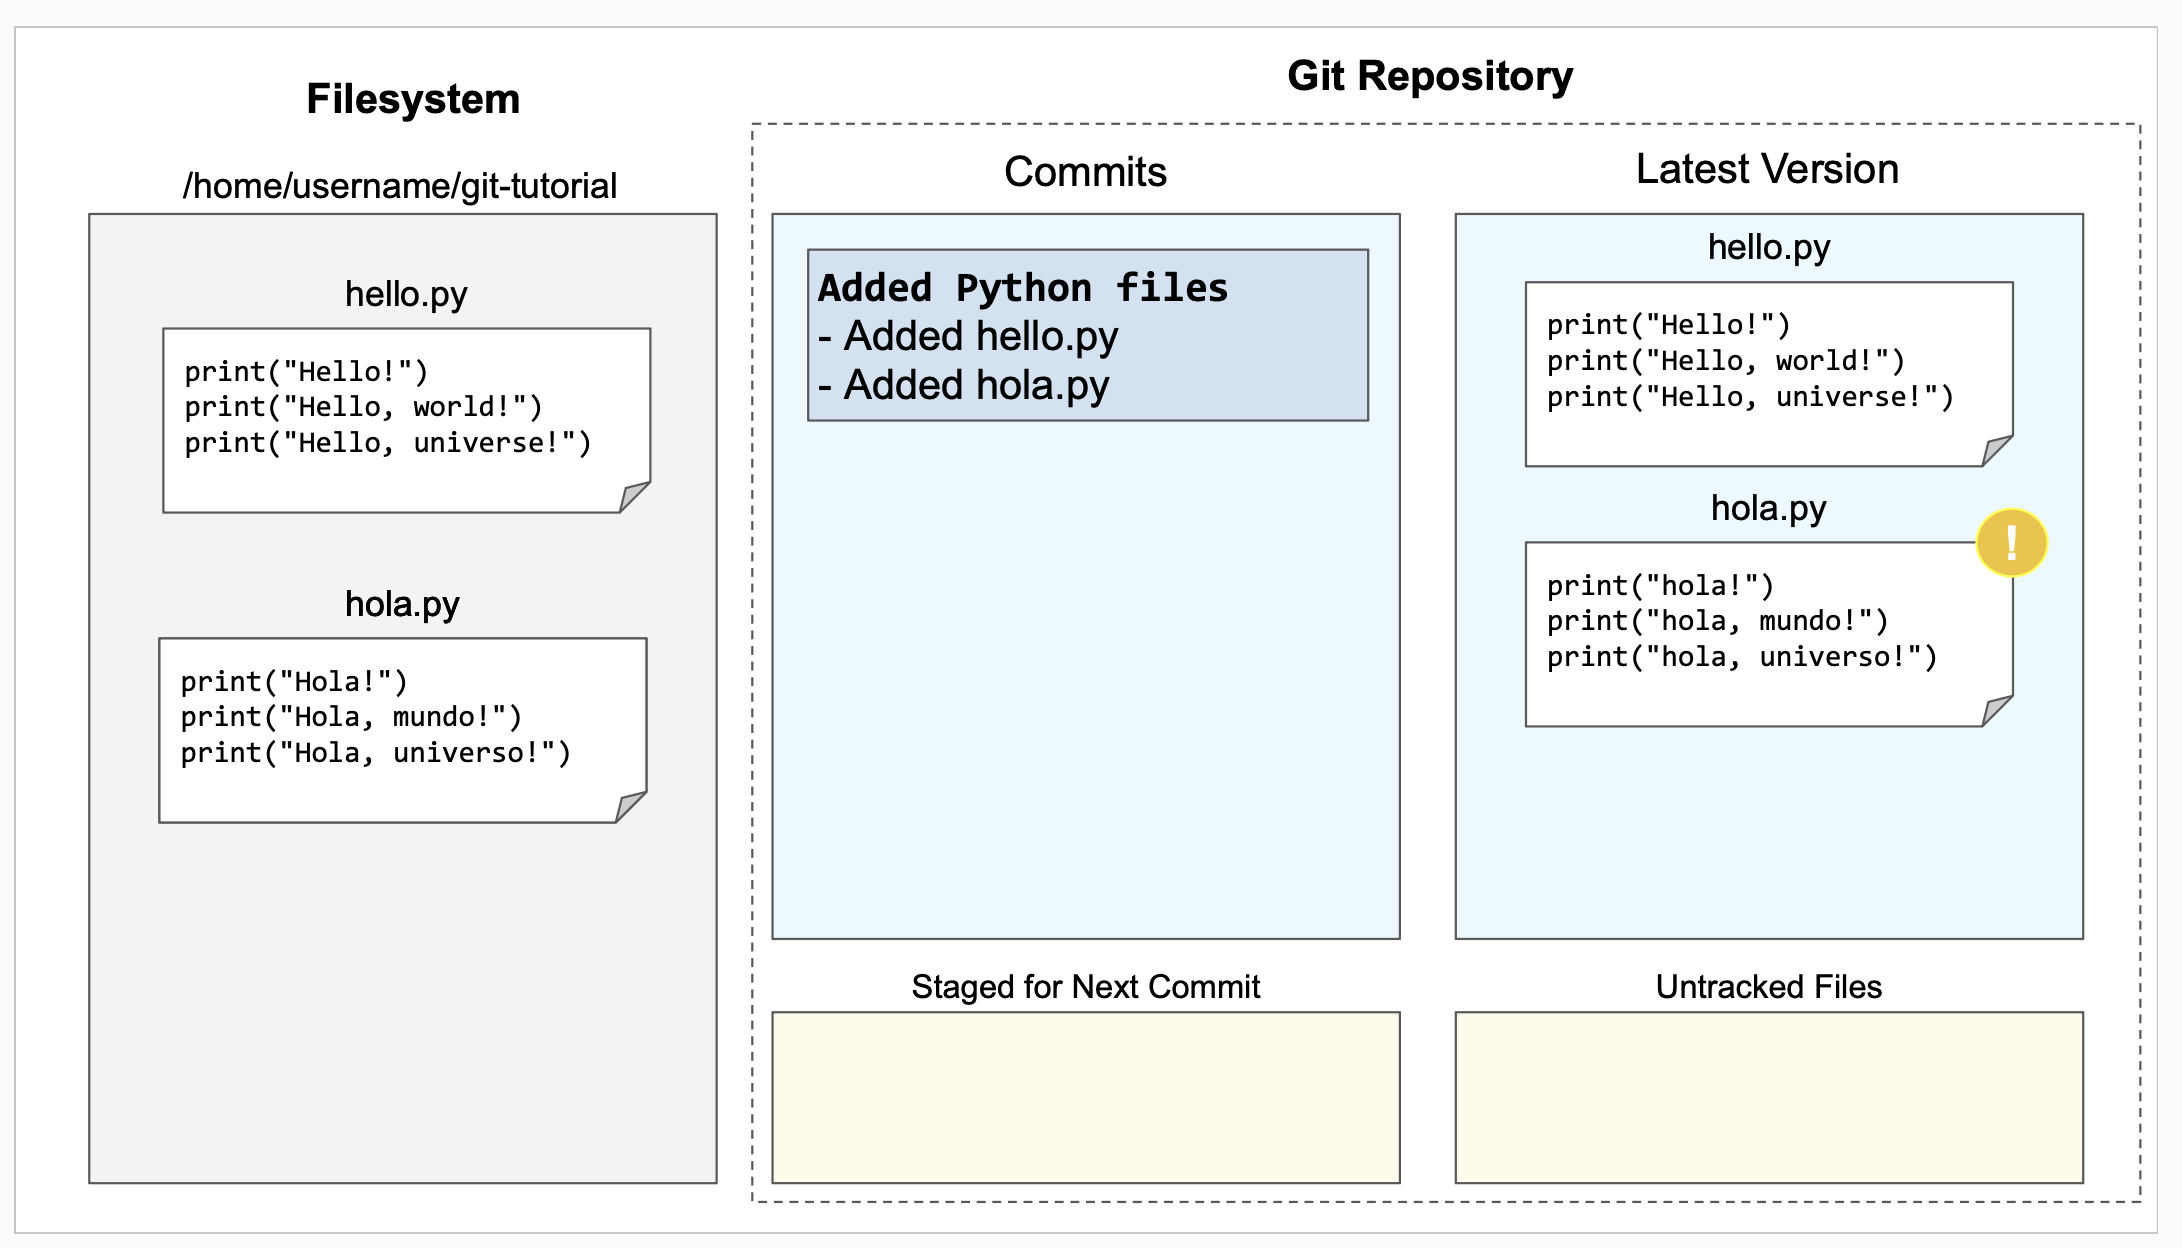 Filesystem
/home/username/git-tutorial
hello.py
print("Hello!")
print("Hello, world!")
print("Hello, universe!")
hola.py
print("Hola!")
print("Hola, mundo!")
print("Hola, universo!")
Git Repository
Commits
Added Python files
- Added hello.py
- Added hola.py
Latest Version
hello.py
print("Hello!")
print("Hello, world!")
print("Hello, universe!")
hola.py
!
print("hola!")
print("hola, mundo!")
print("hola, universo!")
Staged for Next Commit
Untracked Files